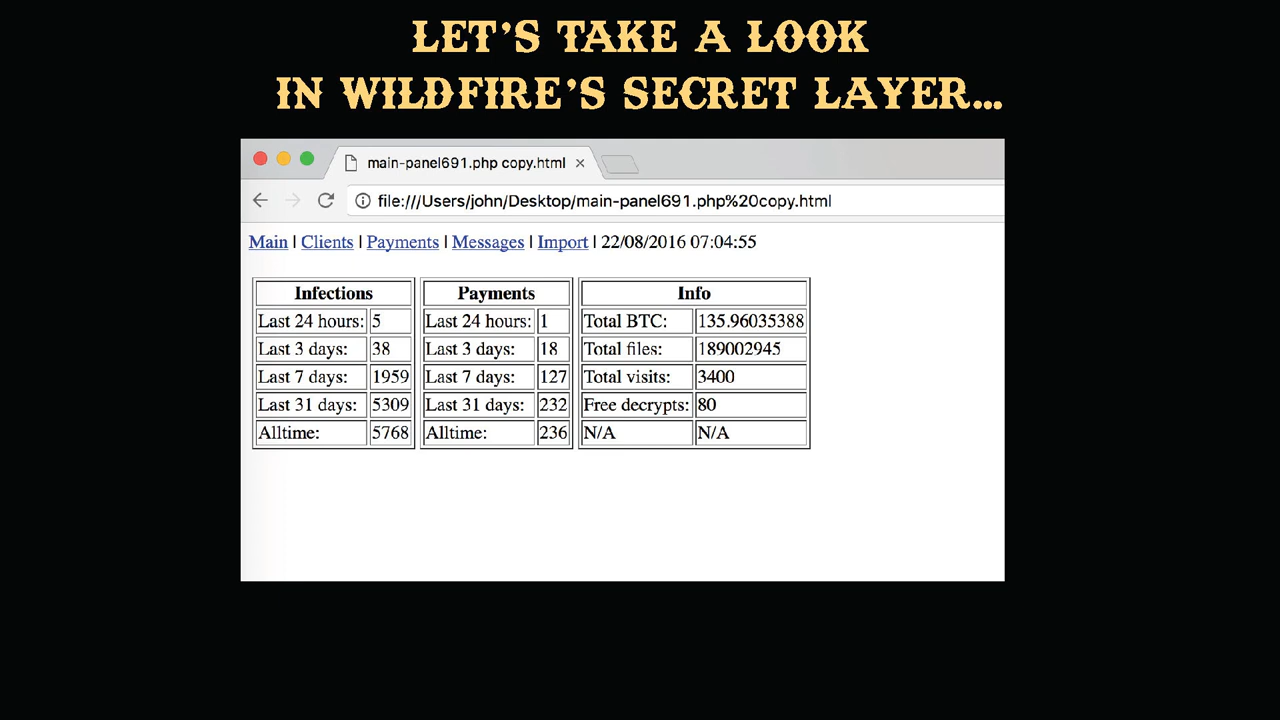 LET'S TAKE A LOOK
IN WILDFIRE'S SECRET LAYER...
main-panel691.php copy.html
file:///Users/john/Desktop/main-panel691.php%20copy.html
Main | Clients | Payments | Messages | Import | 22/08/2016 07:04:55
Infections Payments Info
Last 24 hours: 5 Last 24 hours: 1 Total BTC: 135.96035388
Last 3 days: 38 Last 3 days: 18 Total files: 189002945
Last 7 days: 1959 Last 7 days: 127 Total visits: 3400
Last 31 days: 5309 Last 31 days: 232 Free decrypts: 80
Alltime: 5768 Alltime: 236 N/A N/A